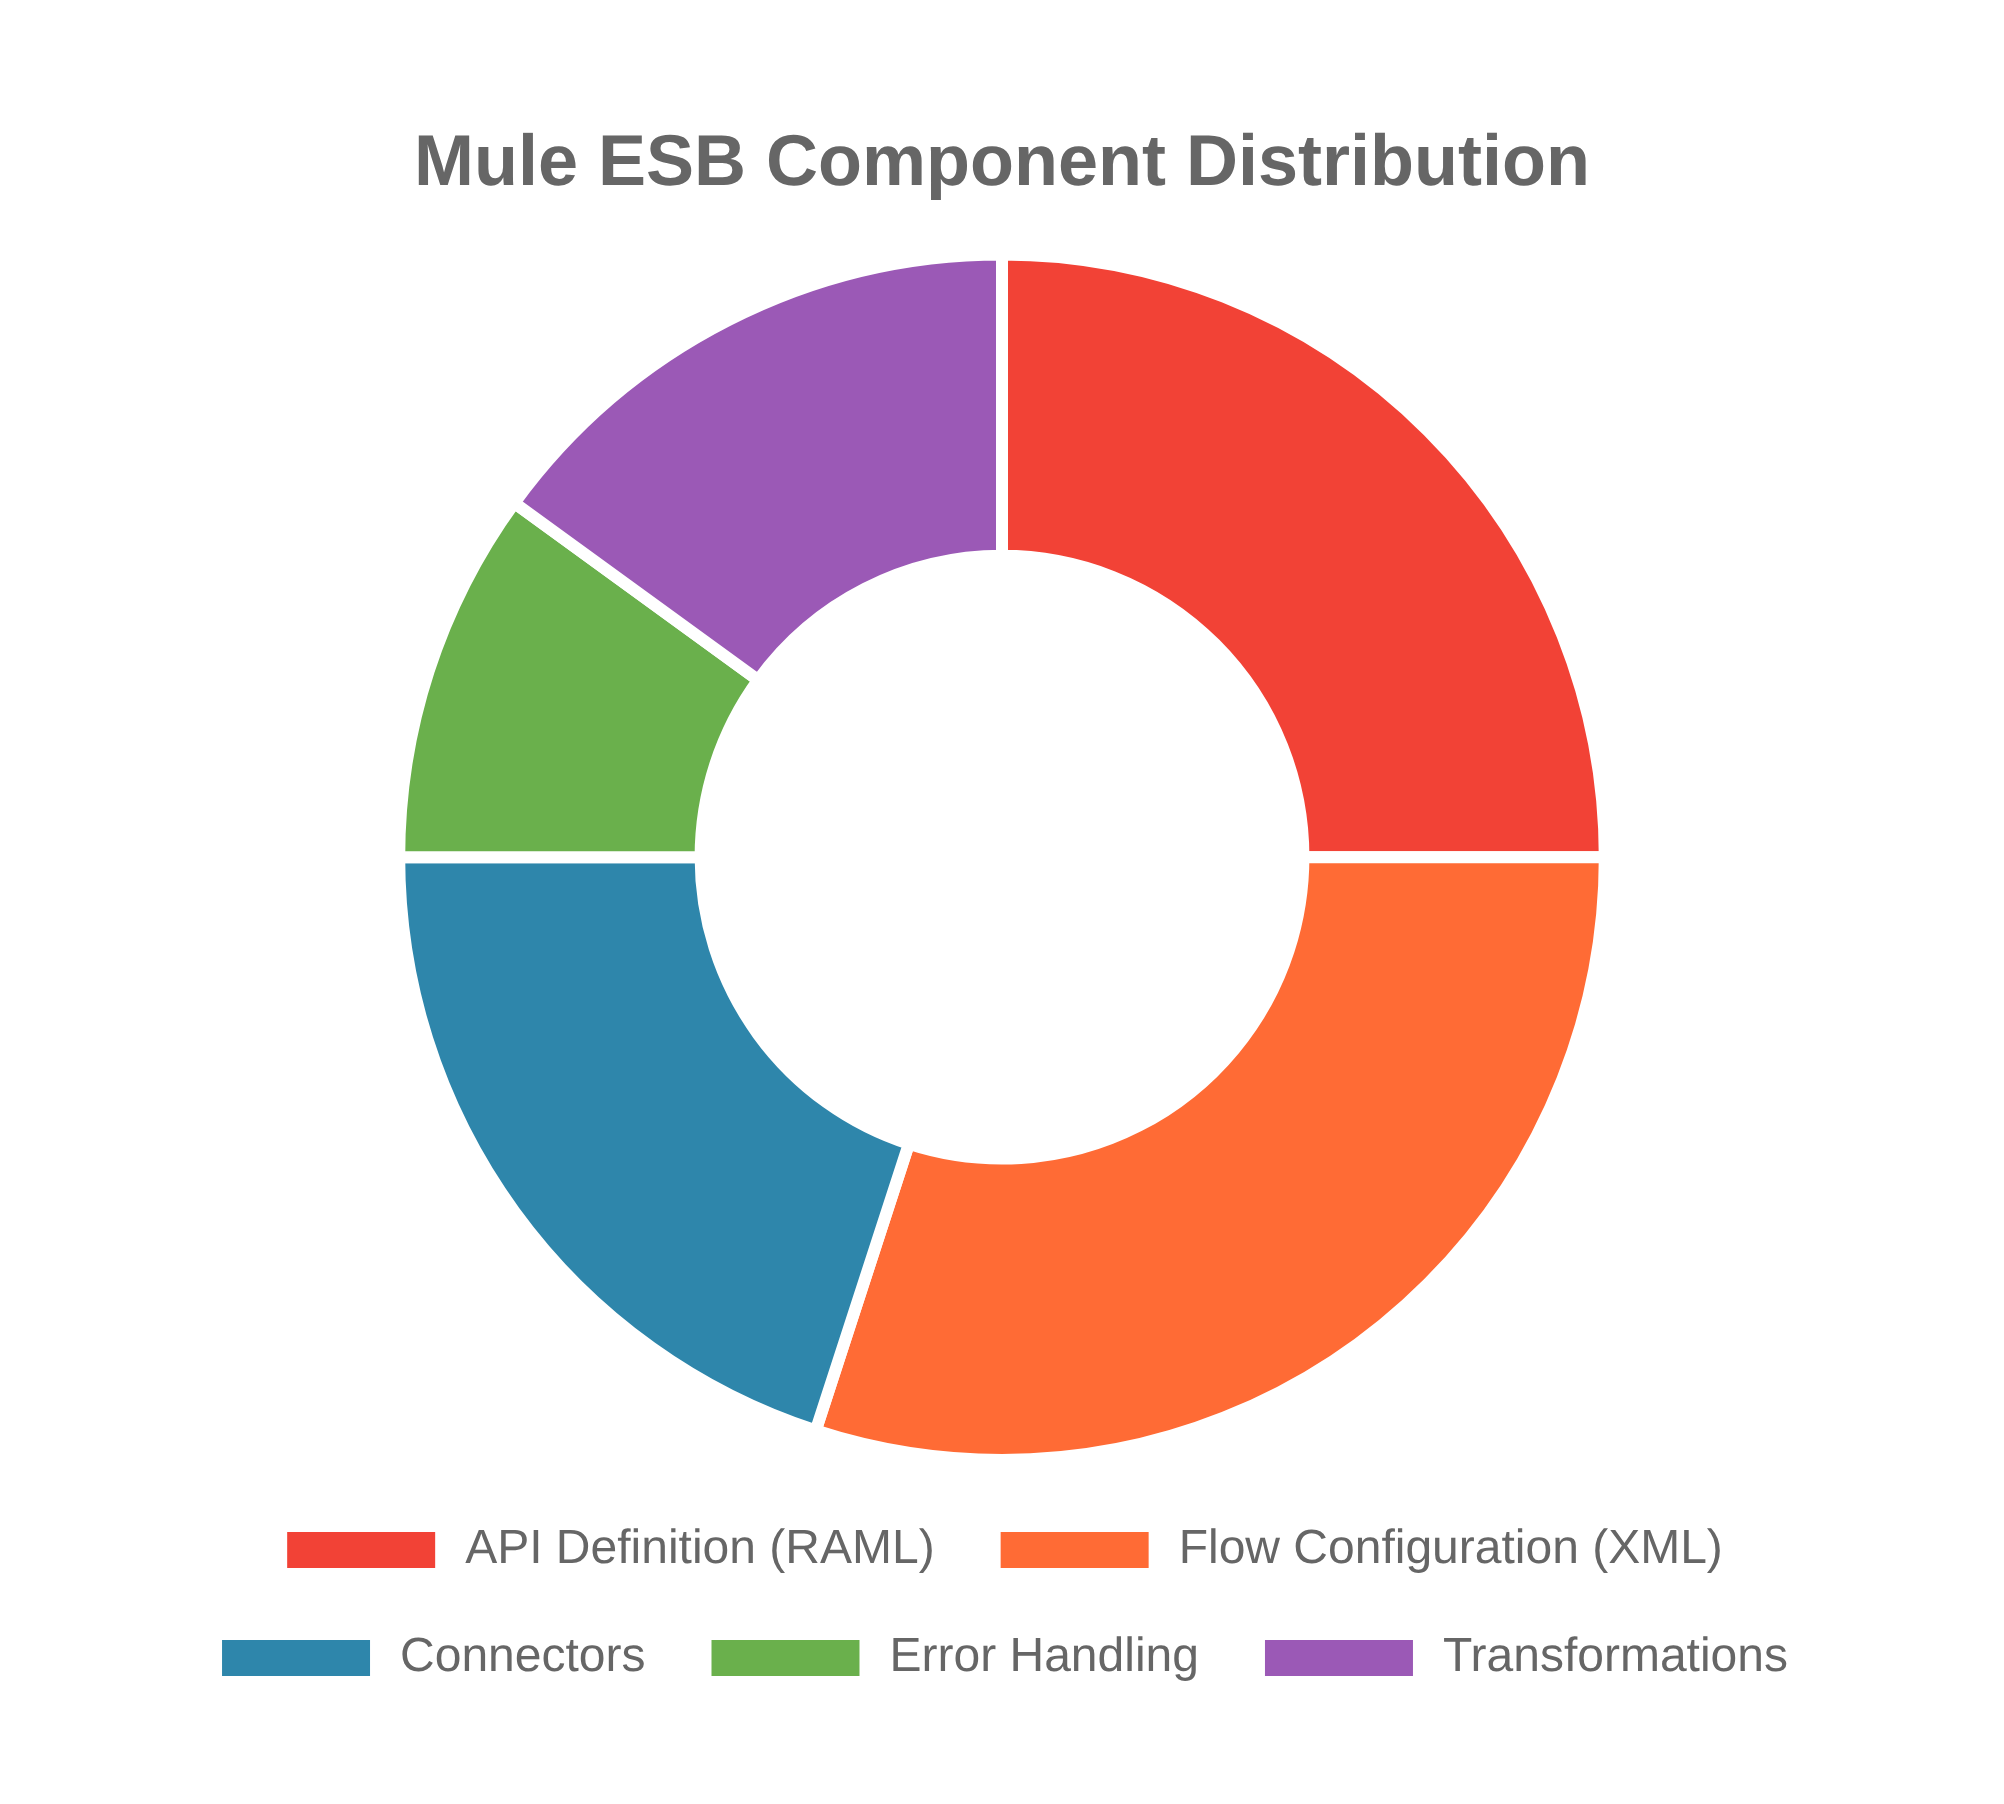 Mule ESB Component Distribution
API Definition (RAML) Flow Configuration (XML)
Connectors Error Handling Transformations